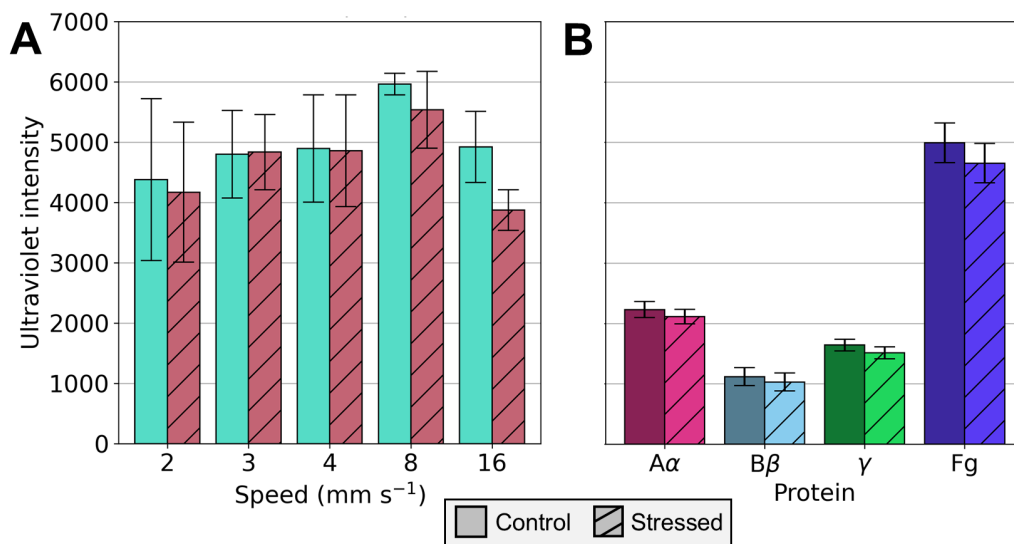 A
B
Ultraviolet intensity
7000
6000
5000
4000
3000
2000
1000
0
2 3 4 8 16
Speed (mm s⁻¹)
Aα Bβ γ Fg
Protein
Control Stressed